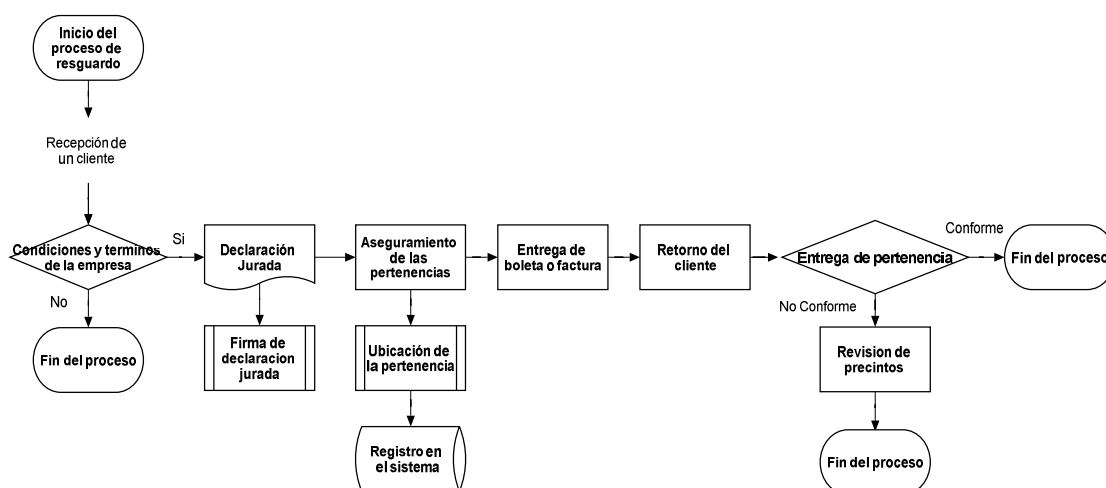 Inicio del
proceso de
resguardo
Recepción de
un cliente
Condiciones y terminos
de la empresa
Si
No
Fin del proceso
Declaración
Jurada
Firma de
declaracion
jurada
Aseguramiento
de las
pertenencias
Ubicación de
la pertenencia
Registro en
el sistema
Entrega de
boleta o factura
Retorno del
cliente
Entrega de pertenencia
Conforme
Fin del proceso
No Conforme
Revision de
precintos
Fin del proceso